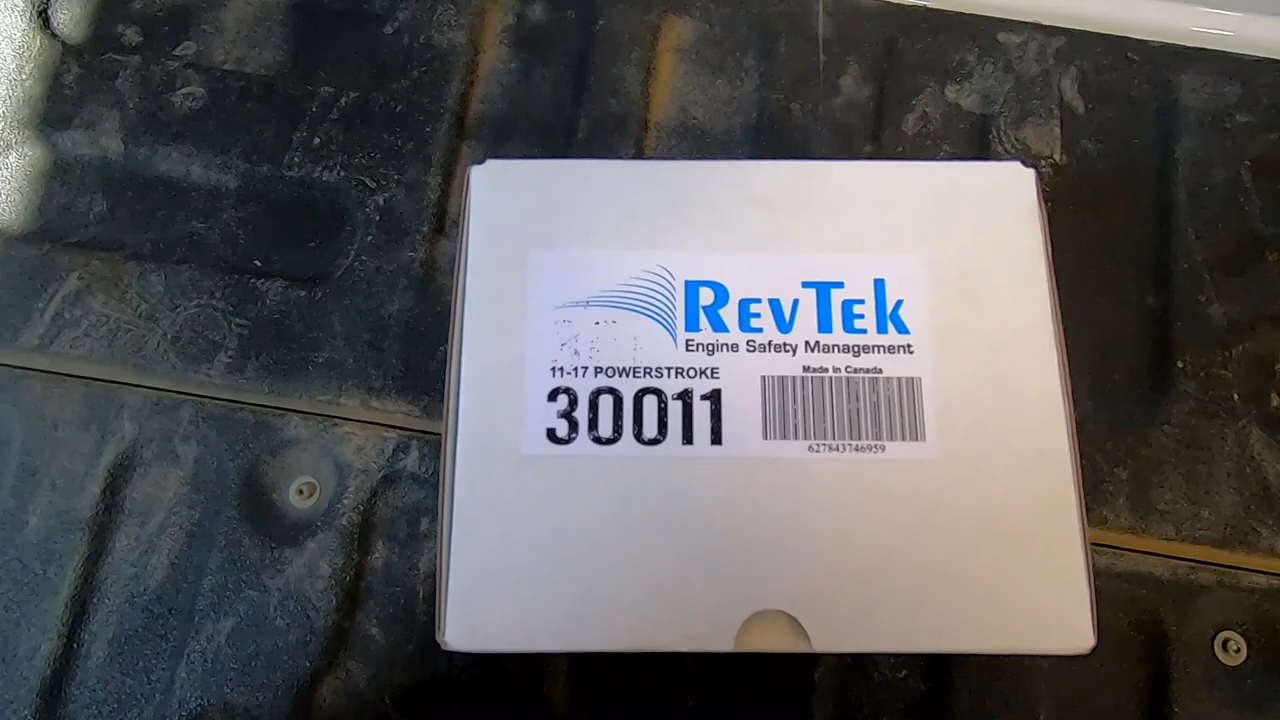 RevTek
Engine Safety Management
11-17 POWERSTROKE
30011
Made In Canada
627843746959